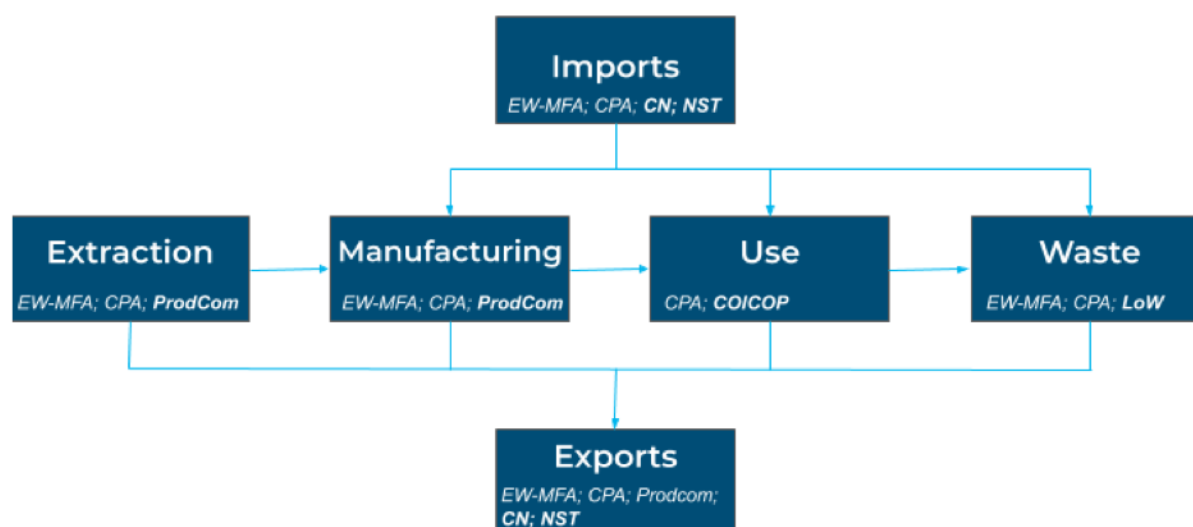 Imports
EW-MFA; CPA; CN; NST
Extraction
EW-MFA; CPA; ProdCom
Manufacturing
EW-MFA; CPA; ProdCom
Use
CPA; COICOP
Waste
EW-MFA; CPA; LoW
Exports
EW-MFA; CPA; Prodcom;
CN; NST